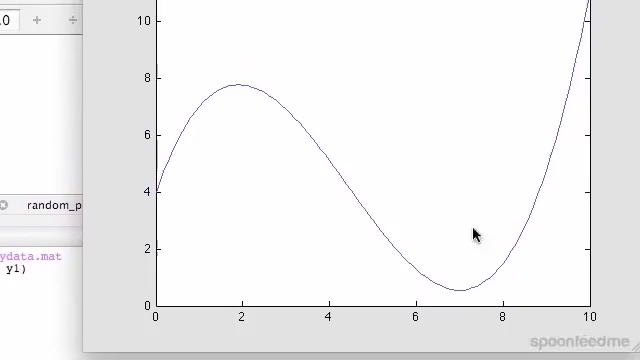 .0 + ÷
random_p
ydata.mat
y1)
10
8
6
4
2
0
0 2 4 6 8 10
spoonfeedme